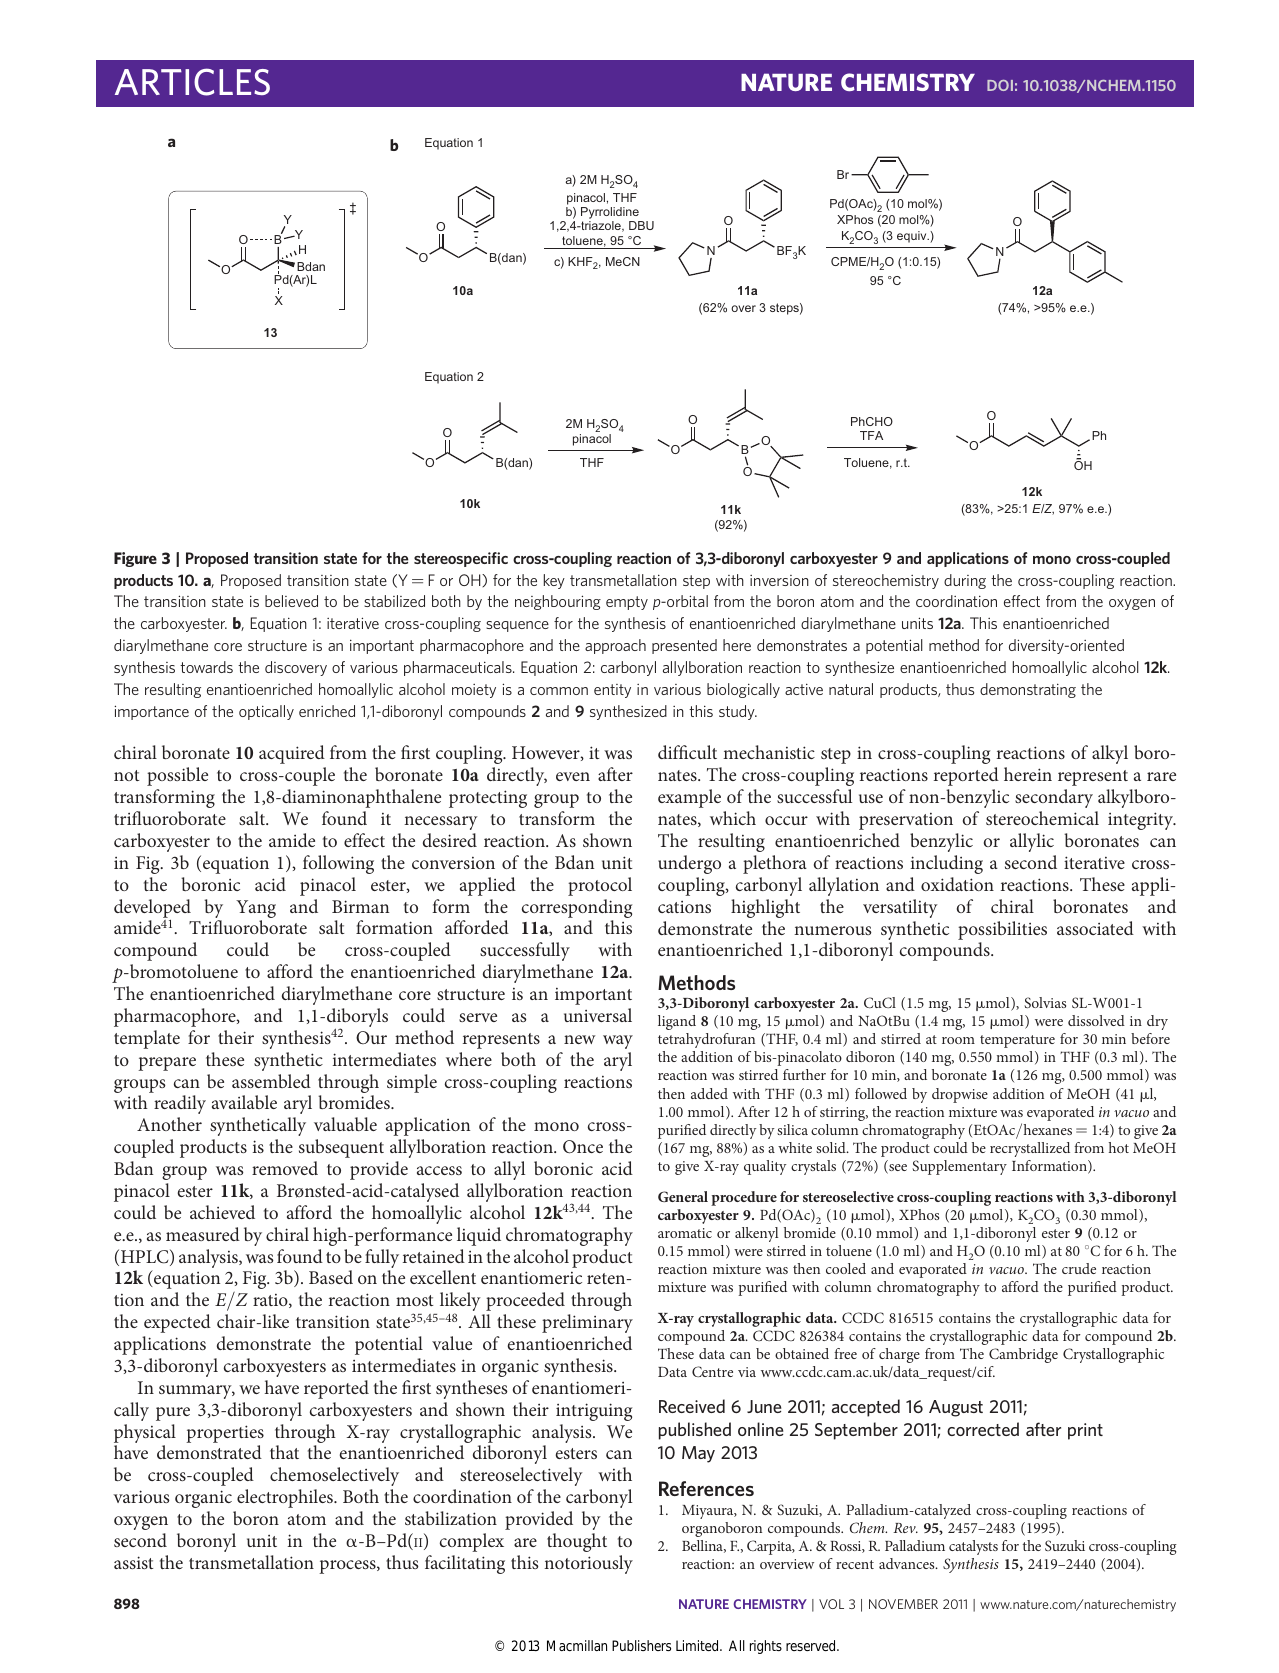 ARTICLES
NATURE CHEMISTRY DOI: 10.1038/NCHEM.1150
a
O
B
Y
Y
H
Bdan
O
Pd(Ar)L
X
‡
13
b
Equation 1
O
O
B(dan)
10a
a) 2M H₂SO₄
pinacol, THF
b) Pyrrolidine
1,2,4-triazole, DBU
toluene, 95 °C
c) KHF₂, MeCN
O
N
BF₃K
11a
(62% over 3 steps)
Br
Pd(OAc)₂ (10 mol%)
XPhos (20 mol%)
K₂CO₃ (3 equiv.)
CPME/H₂O (1:0.15)
95 °C
O
N
12a
(74%, >95% e.e.)
Equation 2
O
O
B(dan)
10k
2M H₂SO₄
pinacol
THF
O
O
B
O
O
11k
(92%)
PhCHO
TFA
Toluene, r.t.
O
O
Ph
OH
12k
(83%, >25:1 E/Z, 97% e.e.)
Figure 3 | Proposed transition state for the stereospecific cross-coupling reaction of 3,3-diboronyl carboxyester 9 and applications of mono cross-coupled
products 10. a, Proposed transition state (Y = F or OH) for the key transmetallation step with inversion of stereochemistry during the cross-coupling reaction.
The transition state is believed to be stabilized both by the neighbouring empty p-orbital from the boron atom and the coordination effect from the oxygen of
the carboxyester. b, Equation 1: iterative cross-coupling sequence for the synthesis of enantioenriched diarylmethane units 12a. This enantioenriched
diarylmethane core structure is an important pharmacophore and the approach presented here demonstrates a potential method for diversity-oriented
synthesis towards the discovery of various pharmaceuticals. Equation 2: carbonyl allylboration reaction to synthesize enantioenriched homoallylic alcohol 12k.
The resulting enantioenriched homoallylic alcohol moiety is a common entity in various biologically active natural products, thus demonstrating the
importance of the optically enriched 1,1-diboronyl compounds 2 and 9 synthesized in this study.
chiral boronate 10 acquired from the first coupling. However, it was
not possible to cross-couple the boronate 10a directly, even after
transforming the 1,8-diaminonaphthalene protecting group to the
trifluoroborate salt. We found it necessary to transform the
carboxyester to the amide to effect the desired reaction. As shown
in Fig. 3b (equation 1), following the conversion of the Bdan unit
to the boronic acid pinacol ester, we applied the protocol
developed by Yang and Birman to form the corresponding
amide⁴¹. Trifluoroborate salt formation afforded 11a, and this
compound could be cross-coupled successfully with
p-bromotoluene to afford the enantioenriched diarylmethane 12a.
The enantioenriched diarylmethane core structure is an important
pharmacophore, and 1,1-diboryls could serve as a universal
template for their synthesis⁴². Our method represents a new way
to prepare these synthetic intermediates where both of the aryl
groups can be assembled through simple cross-coupling reactions
with readily available aryl bromides.
Another synthetically valuable application of the mono cross-
coupled products is the subsequent allylboration reaction. Once the
Bdan group was removed to provide access to allyl boronic acid
pinacol ester 11k, a Brønsted-acid-catalysed allylboration reaction
could be achieved to afford the homoallylic alcohol 12k⁴³,⁴⁴. The
e.e., as measured by chiral high-performance liquid chromatography
(HPLC) analysis, was found to be fully retained in the alcohol product
12k (equation 2, Fig. 3b). Based on the excellent enantiomeric reten-
tion and the E/Z ratio, the reaction most likely proceeded through
the expected chair-like transition state³⁵,⁴⁵⁻⁴⁸. All these preliminary
applications demonstrate the potential value of enantioenriched
3,3-diboronyl carboxyesters as intermediates in organic synthesis.
In summary, we have reported the first syntheses of enantiomeri-
cally pure 3,3-diboronyl carboxyesters and shown their intriguing
physical properties through X-ray crystallographic analysis. We
have demonstrated that the enantioenriched diboronyl esters can
be cross-coupled chemoselectively and stereoselectively with
various organic electrophiles. Both the coordination of the carbonyl
oxygen to the boron atom and the stabilization provided by the
second boronyl unit in the α-B–Pd(II) complex are thought to
assist the transmetallation process, thus facilitating this notoriously
difficult mechanistic step in cross-coupling reactions of alkyl boro-
nates. The cross-coupling reactions reported herein represent a rare
example of the successful use of non-benzylic secondary alkylboro-
nates, which occur with preservation of stereochemical integrity.
The resulting enantioenriched benzylic or allylic boronates can
undergo a plethora of reactions including a second iterative cross-
coupling, carbonyl allylation and oxidation reactions. These appli-
cations highlight the versatility of chiral boronates and
demonstrate the numerous synthetic possibilities associated with
enantioenriched 1,1-diboronyl compounds.
Methods
3,3-Diboronyl carboxyester 2a. CuCl (1.5 mg, 15 μmol), Solvias SL-W001-1
ligand 8 (10 mg, 15 μmol) and NaOtBu (1.4 mg, 15 μmol) were dissolved in dry
tetrahydrofuran (THF, 0.4 ml) and stirred at room temperature for 30 min before
the addition of bis-pinacolato diboron (140 mg, 0.550 mmol) in THF (0.3 ml). The
reaction was stirred further for 10 min, and boronate 1a (126 mg, 0.500 mmol) was
then added with THF (0.3 ml) followed by dropwise addition of MeOH (41 μl,
1.00 mmol). After 12 h of stirring, the reaction mixture was evaporated in vacuo and
purified directly by silica column chromatography (EtOAc/hexanes = 1:4) to give 2a
(167 mg, 88%) as a white solid. The product could be recrystallized from hot MeOH
to give X-ray quality crystals (72%) (see Supplementary Information).
General procedure for stereoselective cross-coupling reactions with 3,3-diboronyl
carboxyester 9. Pd(OAc)₂ (10 μmol), XPhos (20 μmol), K₂CO₃ (0.30 mmol),
aromatic or alkenyl bromide (0.10 mmol) and 1,1-diboronyl ester 9 (0.12 or
0.15 mmol) were stirred in toluene (1.0 ml) and H₂O (0.10 ml) at 80 °C for 6 h. The
reaction mixture was then cooled and evaporated in vacuo. The crude reaction
mixture was purified with column chromatography to afford the purified product.
X-ray crystallographic data. CCDC 816515 contains the crystallographic data for
compound 2a. CCDC 826384 contains the crystallographic data for compound 2b.
These data can be obtained free of charge from The Cambridge Crystallographic
Data Centre via www.ccdc.cam.ac.uk/data_request/cif.
Received 6 June 2011; accepted 16 August 2011;
published online 25 September 2011; corrected after print
10 May 2013
References
1. Miyaura, N. & Suzuki, A. Palladium-catalyzed cross-coupling reactions of
organoboron compounds. Chem. Rev. 95, 2457–2483 (1995).
2. Bellina, F., Carpita, A. & Rossi, R. Palladium catalysts for the Suzuki cross-coupling
reaction: an overview of recent advances. Synthesis 15, 2419–2440 (2004).
898
NATURE CHEMISTRY | VOL 3 | NOVEMBER 2011 | www.nature.com/naturechemistry
© 2013 Macmillan Publishers Limited. All rights reserved.